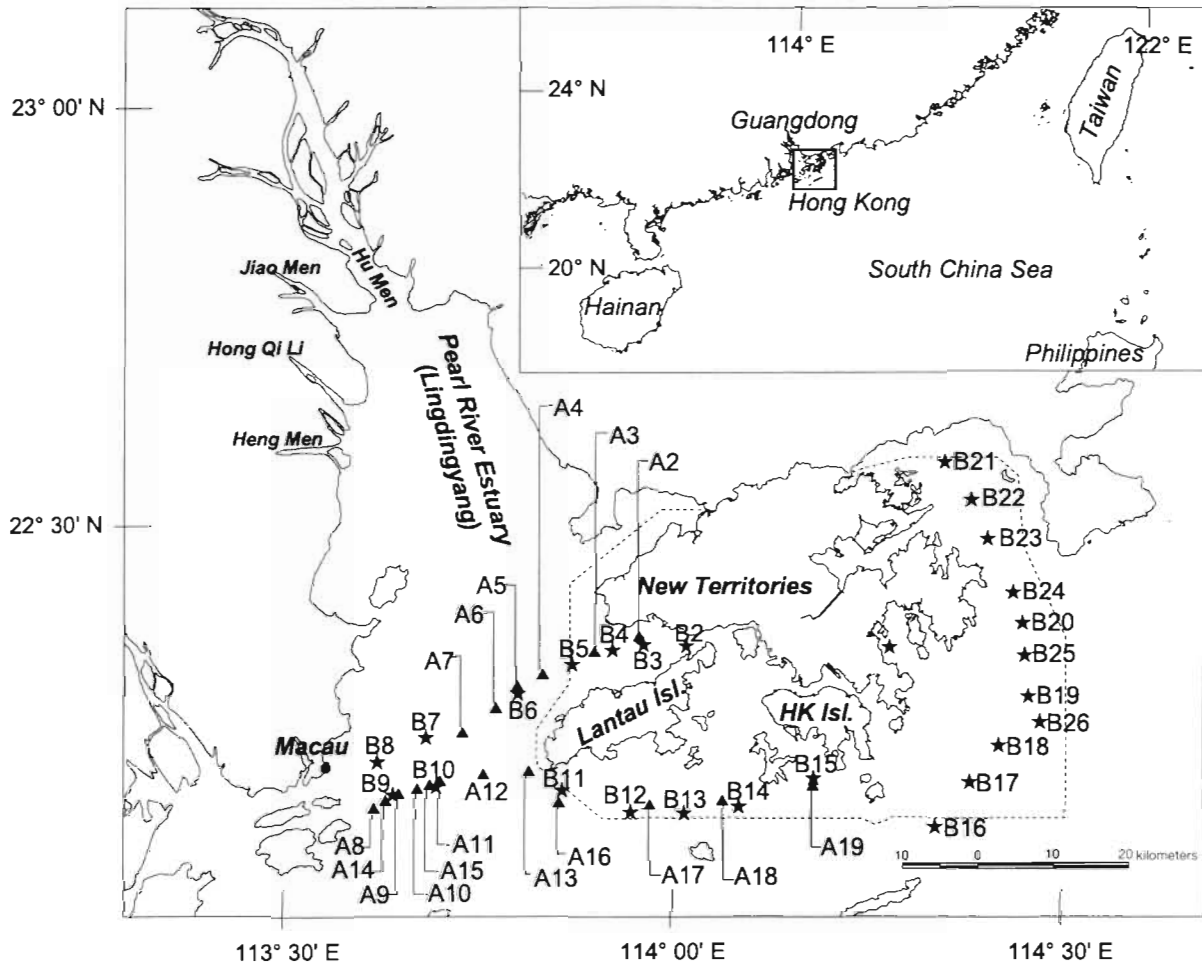 114° E
122° E
24° N
23° 00' N
Taiwan
Guangdong
Hong Kong
Hu Men
Jiao Men
20° N
South China Sea
Hainan
Hong Qi Li
Philippines
Pearl River Estuary
(Lingdingyang)
A4
A3
Heng Men
A2
B21
B22
22° 30' N
B23
New Territories
A5
B24
A6
B20
B4
B2
B5
B3
B25
A7
B6
Lantau Isl.
B19
HK Isl.
B7
B26
Macau
B18
B8
B10
B15
B9
A12
B11
B17
B12
B13
B14
B16
A8
A11
A16
A19
A14
A15
A13
A17
A18
A9
A10
10 0 10 20 kilometers
113° 30' E
114° 00' E
114° 30' E